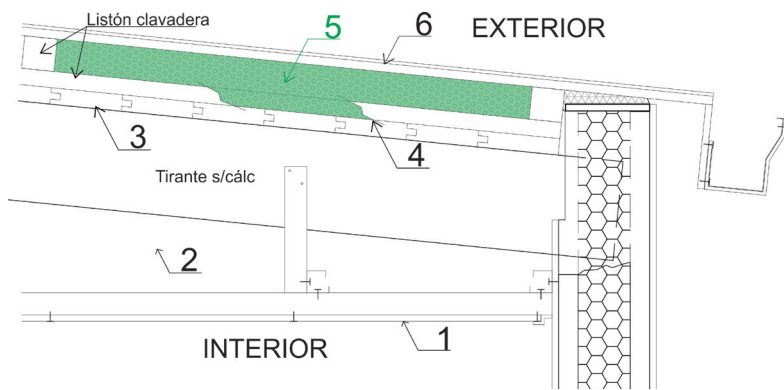 Listón clavadera
5
6
EXTERIOR
3
4
Tirante s/cálc
2
1
INTERIOR